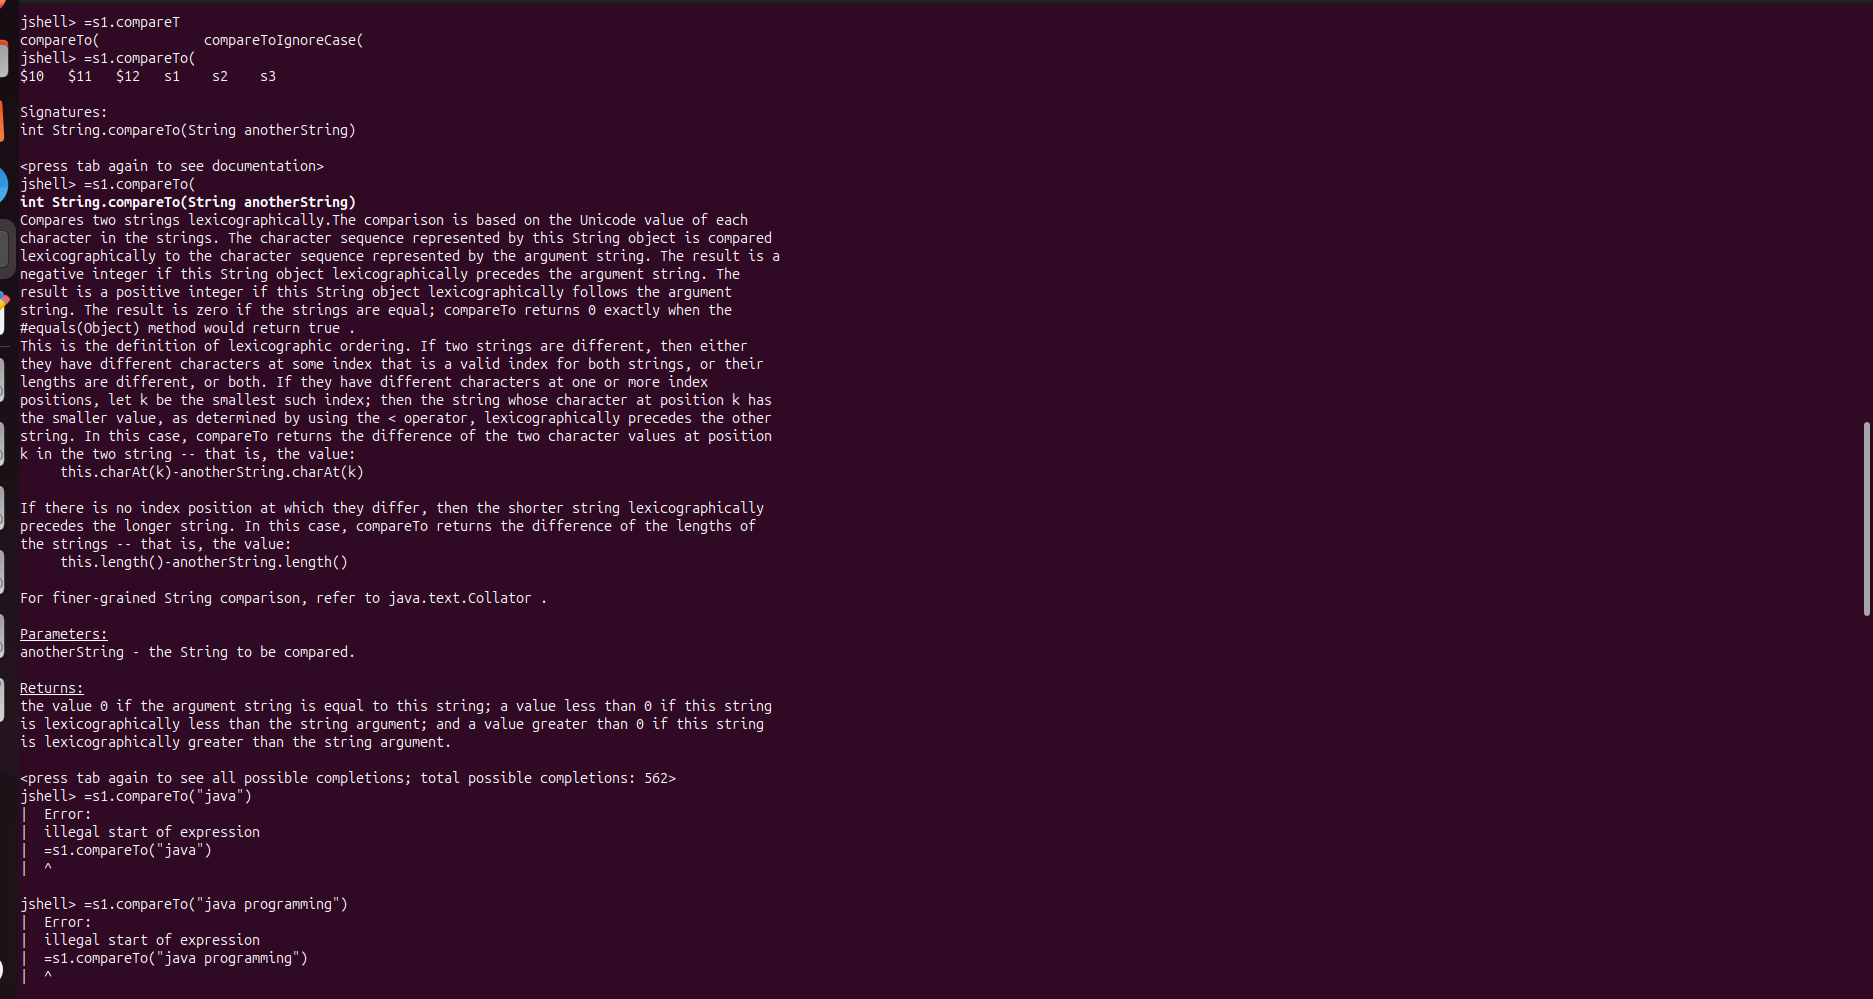 jshell> =s1.compareT
compareTo(             compareToIgnoreCase(
jshell> =s1.compareTo(
$10   $11   $12   s1    s2    s3

Signatures:
int String.compareTo(String anotherString)

<press tab again to see documentation>
jshell> =s1.compareTo(
int String.compareTo(String anotherString)
Compares two strings lexicographically.The comparison is based on the Unicode value of each
character in the strings. The character sequence represented by this String object is compared
lexicographically to the character sequence represented by the argument string. The result is a
negative integer if this String object lexicographically precedes the argument string. The
result is a positive integer if this String object lexicographically follows the argument
string. The result is zero if the strings are equal; compareTo returns 0 exactly when the
#equals(Object) method would return true .
This is the definition of lexicographic ordering. If two strings are different, then either
they have different characters at some index that is a valid index for both strings, or their
lengths are different, or both. If they have different characters at one or more index
positions, let k be the smallest such index; then the string whose character at position k has
the smaller value, as determined by using the < operator, lexicographically precedes the other
string. In this case, compareTo returns the difference of the two character values at position
k in the two string -- that is, the value:
     this.charAt(k)-anotherString.charAt(k)

If there is no index position at which they differ, then the shorter string lexicographically
precedes the longer string. In this case, compareTo returns the difference of the lengths of
the strings -- that is, the value:
     this.length()-anotherString.length()

For finer-grained String comparison, refer to java.text.Collator .

Parameters:
anotherString - the String to be compared.

Returns:
the value 0 if the argument string is equal to this string; a value less than 0 if this string
is lexicographically less than the string argument; and a value greater than 0 if this string
is lexicographically greater than the string argument.

<press tab again to see all possible completions; total possible completions: 562>
jshell> =s1.compareTo("java")
|  Error:
|  illegal start of expression
|  =s1.compareTo("java")
|  ^

jshell> =s1.compareTo("java programming")
|  Error:
|  illegal start of expression
|  =s1.compareTo("java programming")
|  ^